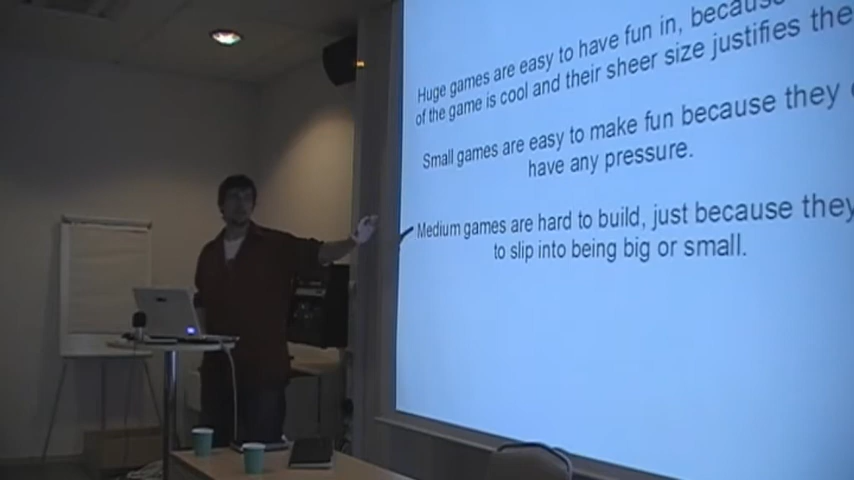 Huge games are easy to have fun in, because
of the game is cool and their sheer size justifies the
Small games are easy to make fun because they
have any pressure.
Medium games are hard to build, just because they
to slip into being big or small.